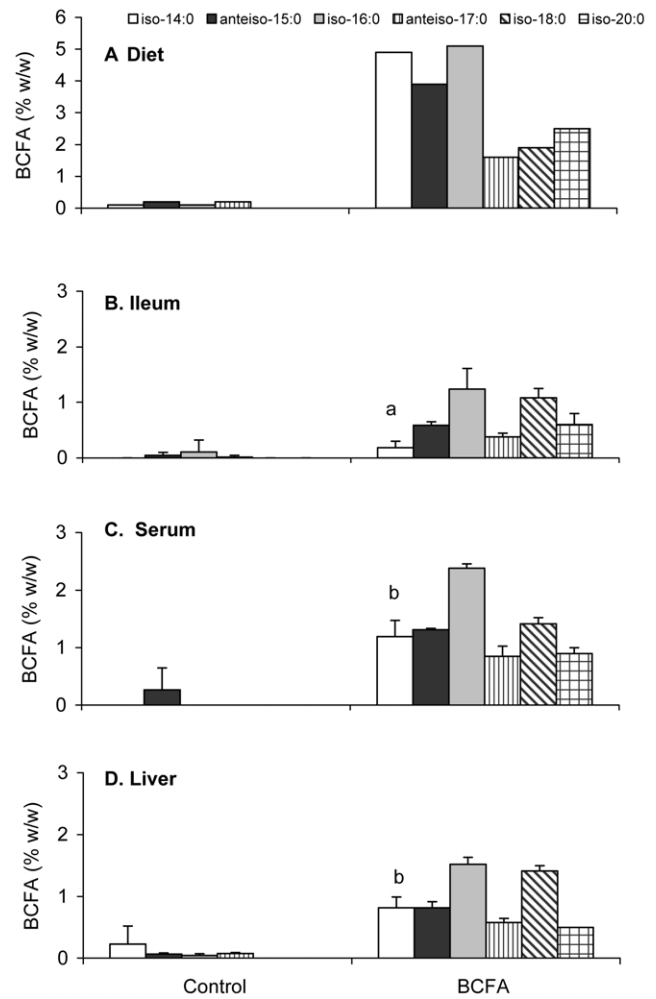 iso-14:0 anteiso-15:0 iso-16:0 anteiso-17:0 iso-18:0 iso-20:0
A Diet
BCFA (% w/w)
6
5
4
3
2
1
0
B. Ileum
BCFA (% w/w)
3
2
1
0
a
C. Serum
BCFA (% w/w)
3
2
1
0
b
D. Liver
BCFA (% w/w)
3
2
1
0
b
Control BCFA